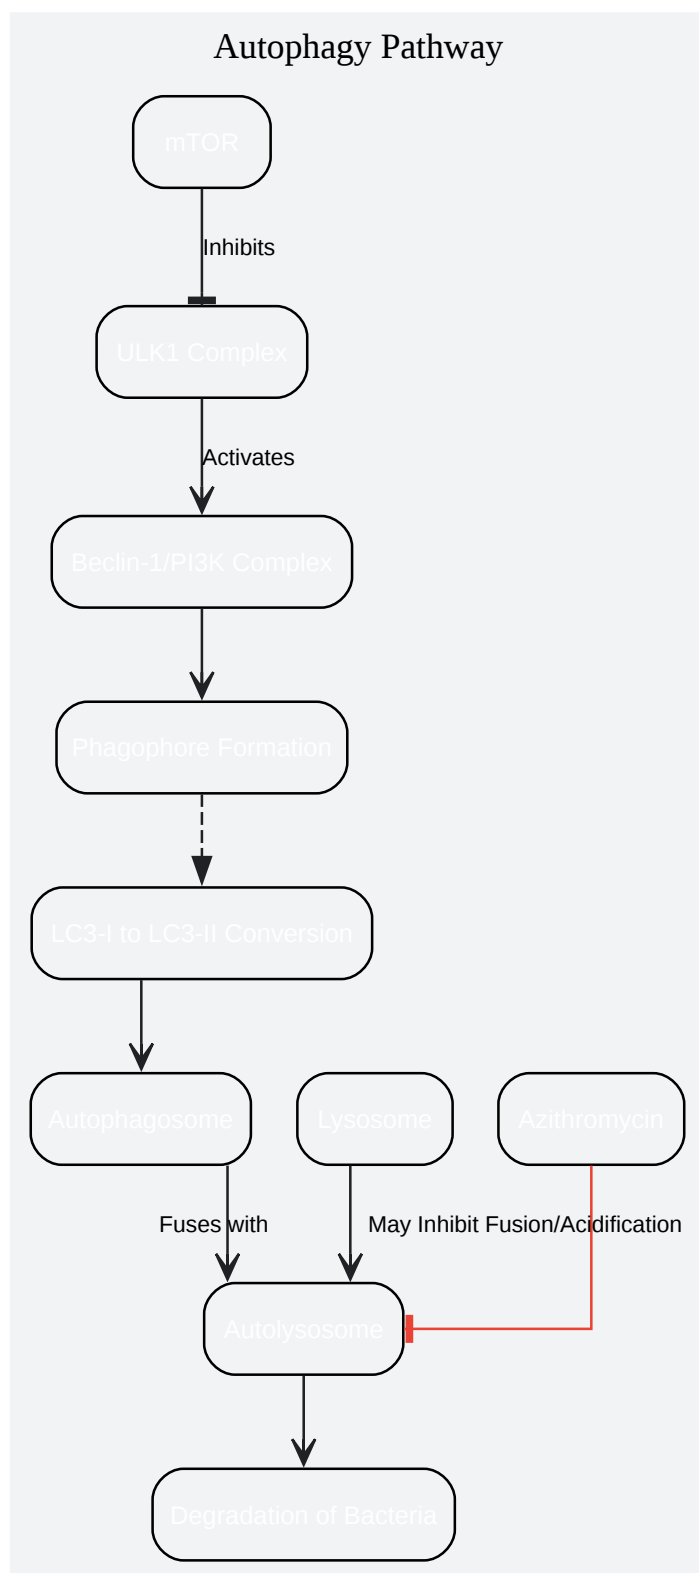 Autophagy Pathway
mTOR
Inhibits
ULK1 Complex
Activates
Beclin-1/PI3K Complex
Phagophore Formation
LC3-I to LC3-II Conversion
Autophagosome
Lysosome
Azithromycin
Fuses with
May Inhibit Fusion/Acidification
Autolysosome
Degradation of Bacteria